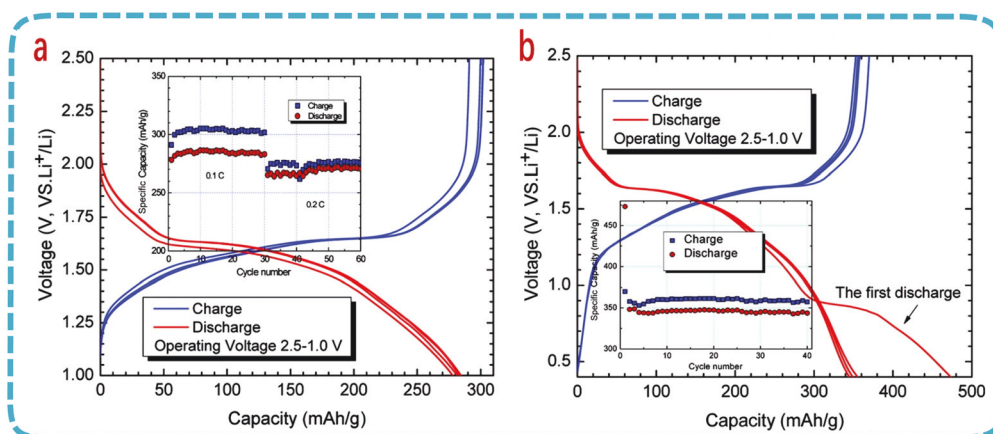 a
2.50
2.25
2.00
1.75
1.50
1.25
1.00
Voltage (V, VS.Li⁺/Li)
0 50 100 150 200 250 300
Capacity (mAh/g)
350
300
250
200
Specific Capacity (mAh/g)
Charge
Discharge
0.1 C
0.2 C
0 10 20 30 40 50 60
Cycle number
Charge
Discharge
Operating Voltage 2.5-1.0 V
b
2.5
2.0
1.5
1.0
0.5
Voltage (V, VS.Li⁺/Li)
0 100 200 300 400 500
Capacity (mAh/g)
Charge
Discharge
Operating Voltage 2.5-1.0 V
450
400
350
300
Specific Capacity (mAh/g)
Charge
Discharge
0 10 20 30 40
Cycle number
The first discharge